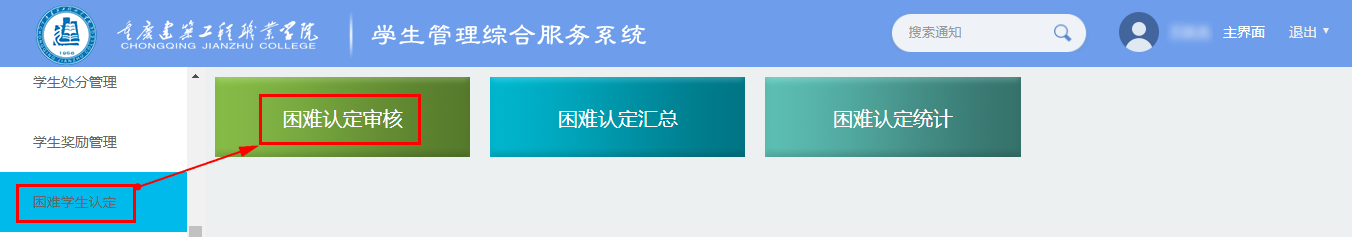 重庆建筑工程职业学院
CHONGQING JIANZHU COLLEGE
1956
学生管理综合服务系统
搜索通知
主界面
退出
学生处分管理
学生奖励管理
困难学生认定
困难认定审核
困难认定汇总
困难认定统计